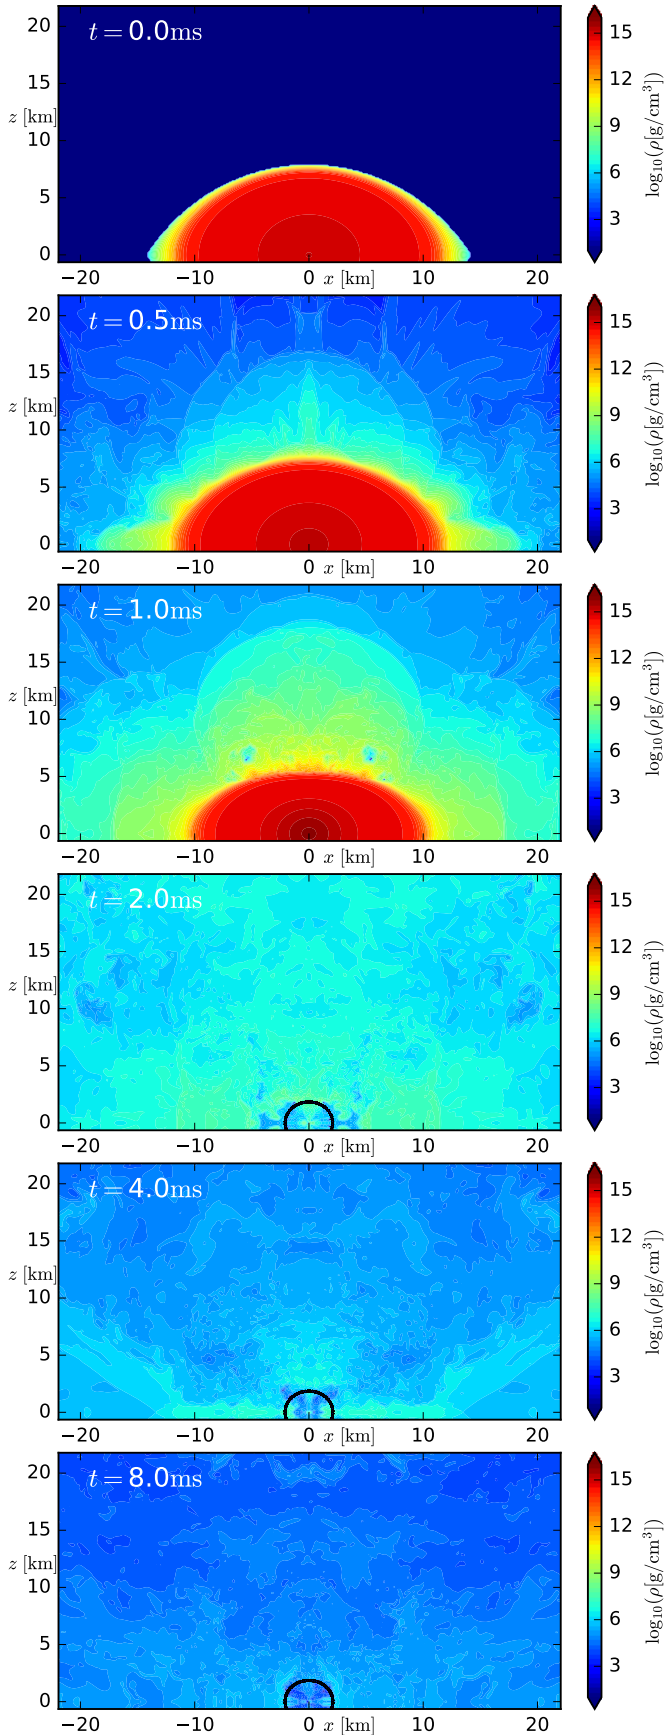 t = 0.0ms
20
15
z [km]
10
5
0
−20 −10 0 x [km] 10 20
15
12
9
6
3
log10(ρ[g/cm³])
t = 0.5ms
20
15
z [km]
10
5
0
−20 −10 0 x [km] 10 20
15
12
9
6
3
log10(ρ[g/cm³])
t = 1.0ms
20
15
z [km]
10
5
0
−20 −10 0 x [km] 10 20
15
12
9
6
3
log10(ρ[g/cm³])
t = 2.0ms
20
15
z [km]
10
5
0
−20 −10 0 x [km] 10 20
15
12
9
6
3
log10(ρ[g/cm³])
t = 4.0ms
20
15
z [km]
10
5
0
−20 −10 0 x [km] 10 20
15
12
9
6
3
log10(ρ[g/cm³])
t = 8.0ms
20
15
z [km]
10
5
0
−20 −10 0 x [km] 10 20
15
12
9
6
3
log10(ρ[g/cm³])